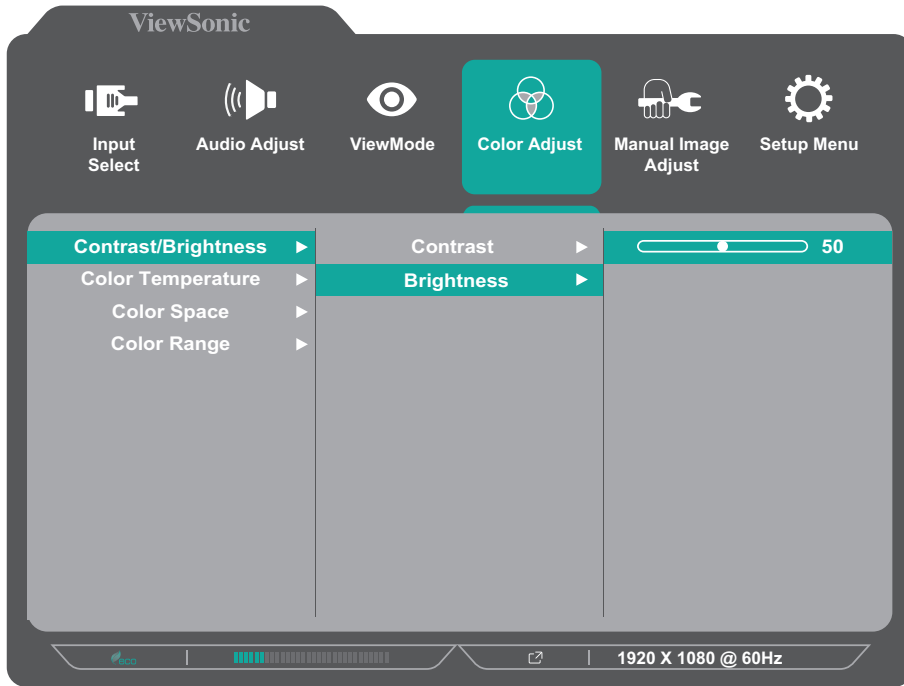 ViewSonic
Input
Select
Audio Adjust
ViewMode
Color Adjust
Manual Image
Adjust
Setup Menu
Contrast/Brightness
Contrast
50
Color Temperature
Brightness
Color Space
Color Range
eco
1920 X 1080 @ 60Hz